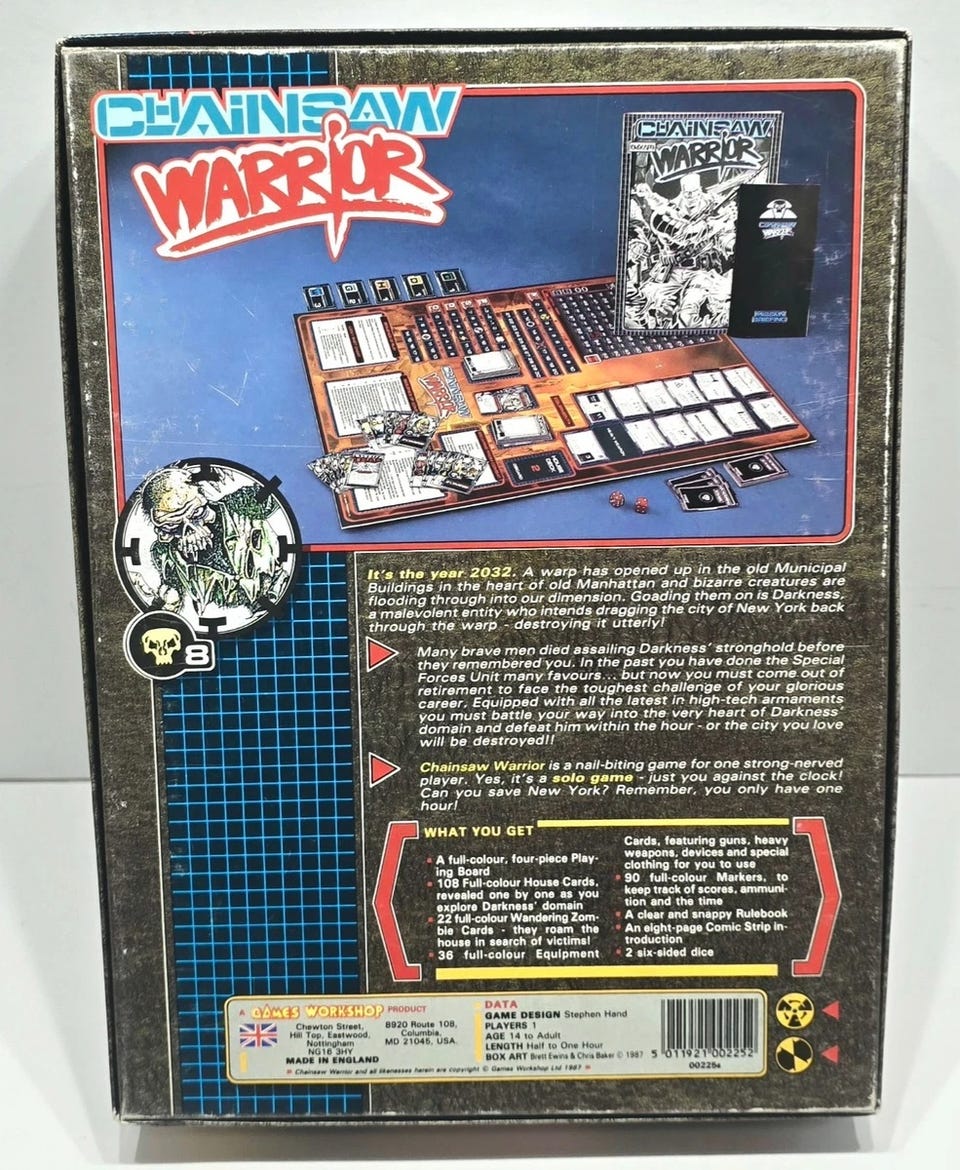 CHAINSAW
WARRIOR
CHAINSAW
WARRIOR
CHAINSAW
WARRIOR
MISSION
BRIEFING
CHAINSAW
WARRIOR
8
It's the year 2032. A warp has opened up in the old Municipal
Buildings in the heart of old Manhattan and bizarre creatures are
flooding through into our dimension. Goading them on is Darkness,
a malevolent entity who intends dragging the city of New York back
through the warp - destroying it utterly!
Many brave men died assailing Darkness' stronghold before
they remembered you. In the past you have done the Special
Forces Unit many favours... but now you must come out of
retirement to face the toughest challenge of your glorious
career. Equipped with all the latest in high-tech armaments
you must battle your way into the very heart of Darkness'
domain and defeat him within the hour - or the city you love
will be destroyed!!
Chainsaw Warrior is a nail-biting game for one strong-nerved
player. Yes, it's a solo game - just you against the clock!
Can you save New York? Remember, you only have one
hour!
WHAT YOU GET
A full-colour, four-piece Play-
ing Board
108 Full-colour House Cards,
revealed one by one as you
explore Darkness' domain
22 full-colour Wandering Zom-
bie Cards - they roam the
house in search of victims!
36 full-colour Equipment
Cards, featuring guns, heavy
weapons, devices and special
clothing for you to use
90 full-colour Markers, to
keep track of scores, ammuni-
tion and the time
A clear and snappy Rulebook
An eight-page Comic Strip in-
troduction
2 six-sided dice
A GAMES WORKSHOP PRODUCT
Chewton Street,
Hill Top, Eastwood,
Nottingham
NG16 3HY
MADE IN ENGLAND
8920 Route 108,
Columbia,
MD 21045, USA.
DATA
GAME DESIGN Stephen Hand
PLAYERS 1
AGE 14 to Adult
LENGTH Half to One Hour
BOX ART Brett Ewins & Chris Baker © 1987
Chainsaw Warrior and all likenesses herein are copyright © Games Workshop Ltd 1987
5 011921 002252
002254